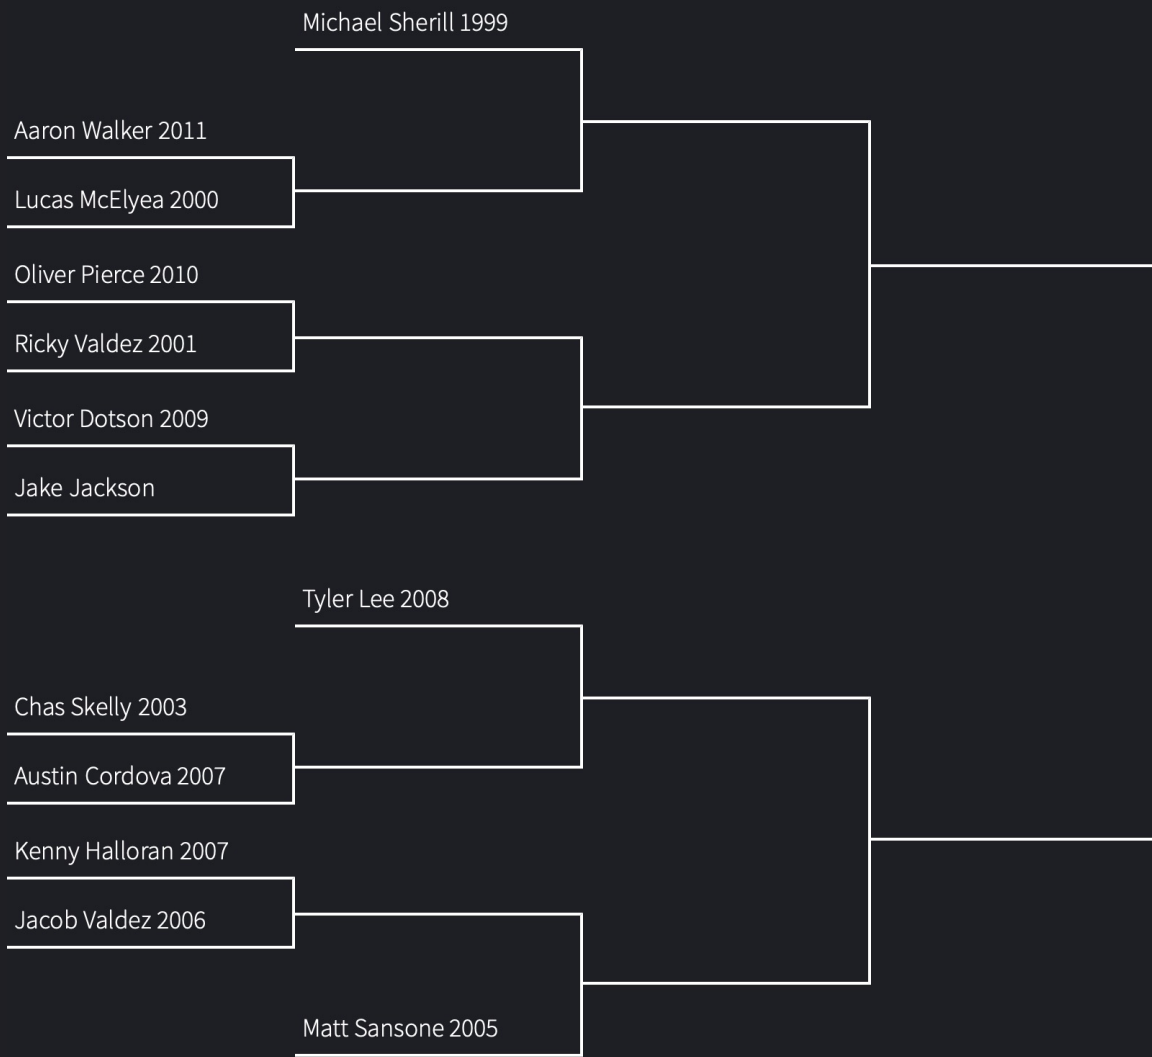 Michael Sherill 1999
Aaron Walker 2011
Lucas McElyea 2000
Oliver Pierce 2010
Ricky Valdez 2001
Victor Dotson 2009
Jake Jackson
Tyler Lee 2008
Chas Skelly 2003
Austin Cordova 2007
Kenny Halloran 2007
Jacob Valdez 2006
Matt Sansone 2005